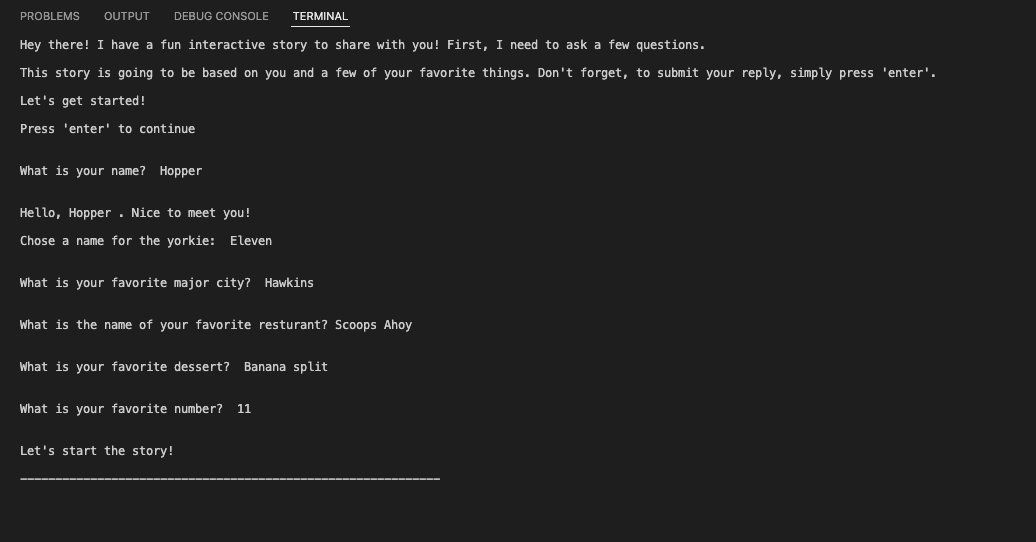 PROBLEMS OUTPUT DEBUG CONSOLE TERMINAL
Hey there! I have a fun interactive story to share with you! First, I need to ask a few questions.
This story is going to be based on you and a few of your favorite things. Don't forget, to submit your reply, simply press 'enter'.
Let's get started!
Press 'enter' to continue
What is your name?  Hopper
Hello, Hopper . Nice to meet you!
Chose a name for the yorkie:  Eleven
What is your favorite major city?  Hawkins
What is the name of your favorite resturant? Scoops Ahoy
What is your favorite dessert?  Banana split
What is your favorite number?  11
Let's start the story!
____________________________________________________________